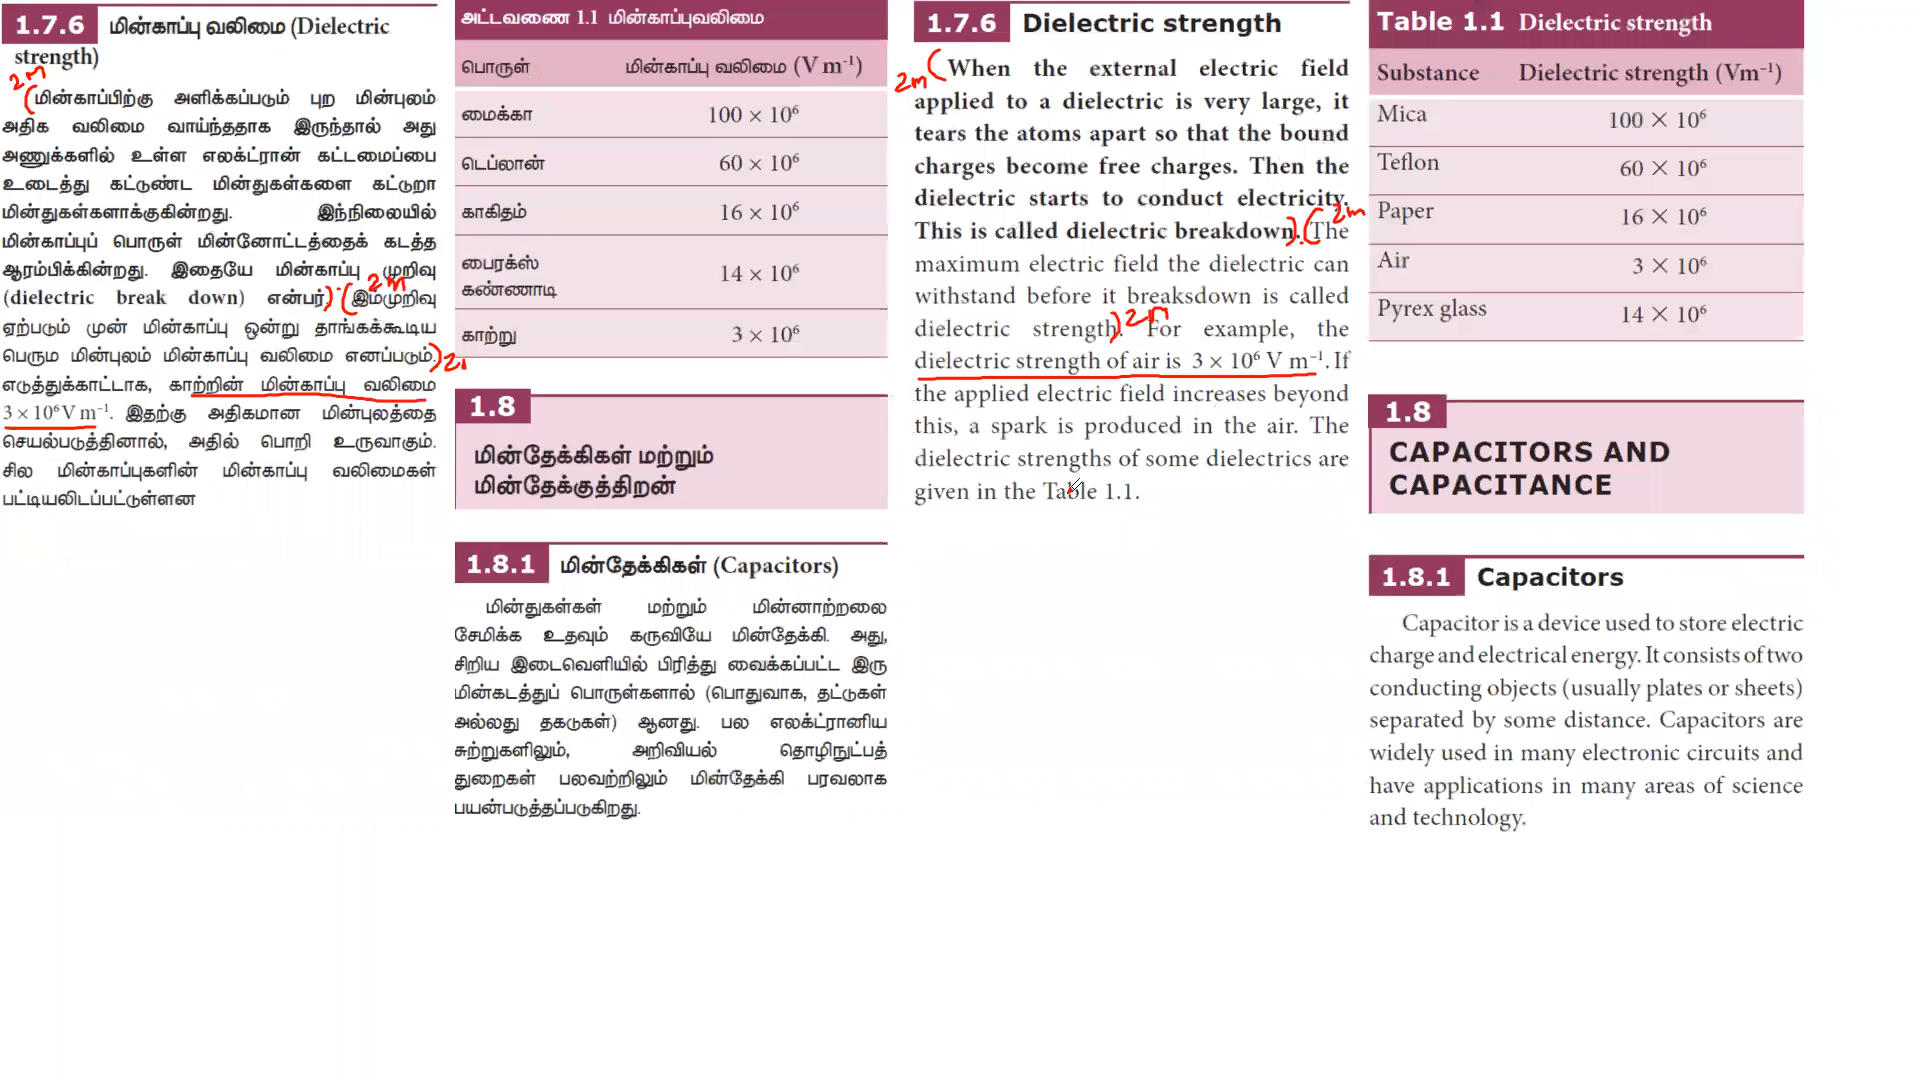 1.7.6 மின்காப்பு வலிமை (Dielectric
strength)
2m
(மின்காப்பிற்கு அளிக்கப்படும் புற மின்புலம்
அதிக வலிமை வாய்ந்ததாக இருந்தால் அது
அணுக்களில் உள்ள எலக்ட்ரான் கட்டமைப்பை
உடைத்து கட்டுண்ட மின்துகள்களை கட்டுறா
மின்துகள்களாக்குகின்றது. இந்நிலையில்
மின்காப்புப் பொருள் மின்னோட்டத்தைக் கடத்த
ஆரம்பிக்கின்றது. இதையே மின்காப்பு முறிவு
2m
(dielectric break down) என்பர்). (இம்முறிவு
ஏற்படும் முன் மின்காப்பு ஒன்று தாங்கக்கூடிய
பெரும மின்புலம் மின்காப்பு வலிமை எனப்படும்.)
எடுத்துக்காட்டாக, காற்றின் மின்காப்பு வலிமை
3 × 10⁶ V m⁻¹. இதற்கு அதிகமான மின்புலத்தை
செயல்படுத்தினால், அதில் பொறி உருவாகும்.
சில மின்காப்புகளின் மின்காப்பு வலிமைகள்
பட்டியலிடப்பட்டுள்ளன
அட்டவணை 1.1 மின்காப்புவலிமை
பொருள் மின்காப்பு வலிமை (V m⁻¹)
மைக்கா 100 × 10⁶
டெப்லான் 60 × 10⁶
காகிதம் 16 × 10⁶
பைரக்ஸ்
கண்ணாடி 14 × 10⁶
காற்று 3 × 10⁶
1.8
மின்தேக்கிகள் மற்றும்
மின்தேக்குத்திறன்
1.8.1 மின்தேக்கிகள் (Capacitors)
மின்துகள்கள் மற்றும் மின்னாற்றலை
சேமிக்க உதவும் கருவியே மின்தேக்கி. அது,
சிறிய இடைவெளியில் பிரித்து வைக்கப்பட்ட இரு
மின்கடத்துப் பொருள்களால் (பொதுவாக, தட்டுகள்
அல்லது தகடுகள்) ஆனது. பல எலக்ட்ரானிய
சுற்றுகளிலும், அறிவியல் தொழிநுட்பத்
துறைகள் பலவற்றிலும் மின்தேக்கி பரவலாக
பயன்படுத்தப்படுகிறது.
1.7.6 Dielectric strength
2m
(When the external electric field
applied to a dielectric is very large, it
tears the atoms apart so that the bound
charges become free charges. Then the
dielectric starts to conduct electricity.
2m
This is called dielectric breakdown). (The
maximum electric field the dielectric can
withstand before it breaksdown is called
dielectric strength). 2m For example, the
dielectric strength of air is 3 × 10⁶ V m⁻¹. If
the applied electric field increases beyond
this, a spark is produced in the air. The
dielectric strengths of some dielectrics are
given in the Table 1.1.
Table 1.1 Dielectric strength
Substance Dielectric strength (Vm⁻¹)
Mica 100 × 10⁶
Teflon 60 × 10⁶
Paper 16 × 10⁶
Air 3 × 10⁶
Pyrex glass 14 × 10⁶
1.8
CAPACITORS AND
CAPACITANCE
1.8.1 Capacitors
Capacitor is a device used to store electric
charge and electrical energy. It consists of two
conducting objects (usually plates or sheets)
separated by some distance. Capacitors are
widely used in many electronic circuits and
have applications in many areas of science
and technology.